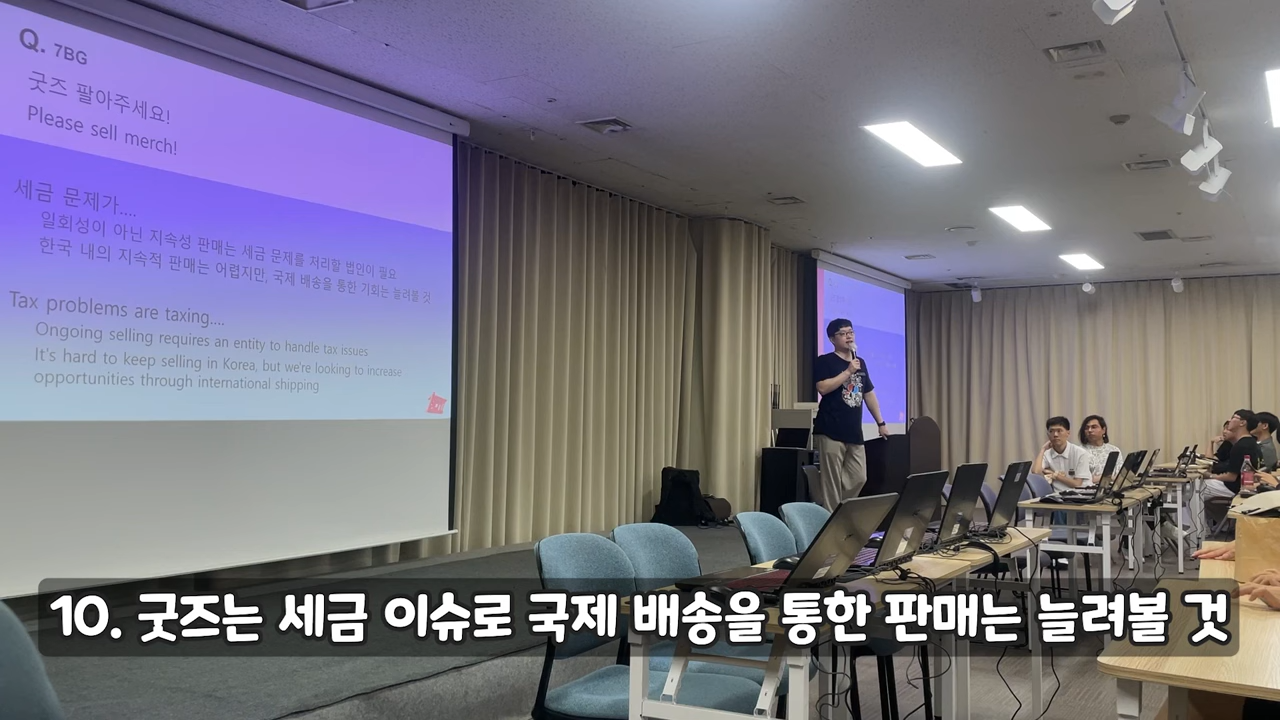 Q. 7BG
굿즈 팔아주세요!
Please sell merch!
세금 문제가....
일회성이 아닌 지속성 판매는 세금 문제를 처리할 법인이 필요
한국 내의 지속적 판매는 어렵지만, 국제 배송을 통한 기회는 늘려볼 것
Tax problems are taxing....
Ongoing selling requires an entity to handle tax issues
It's hard to keep selling in Korea, but we're looking to increase
opportunities through international shipping
10. 굿즈는 세금 이슈로 국제 배송을 통한 판매는 늘려볼 것